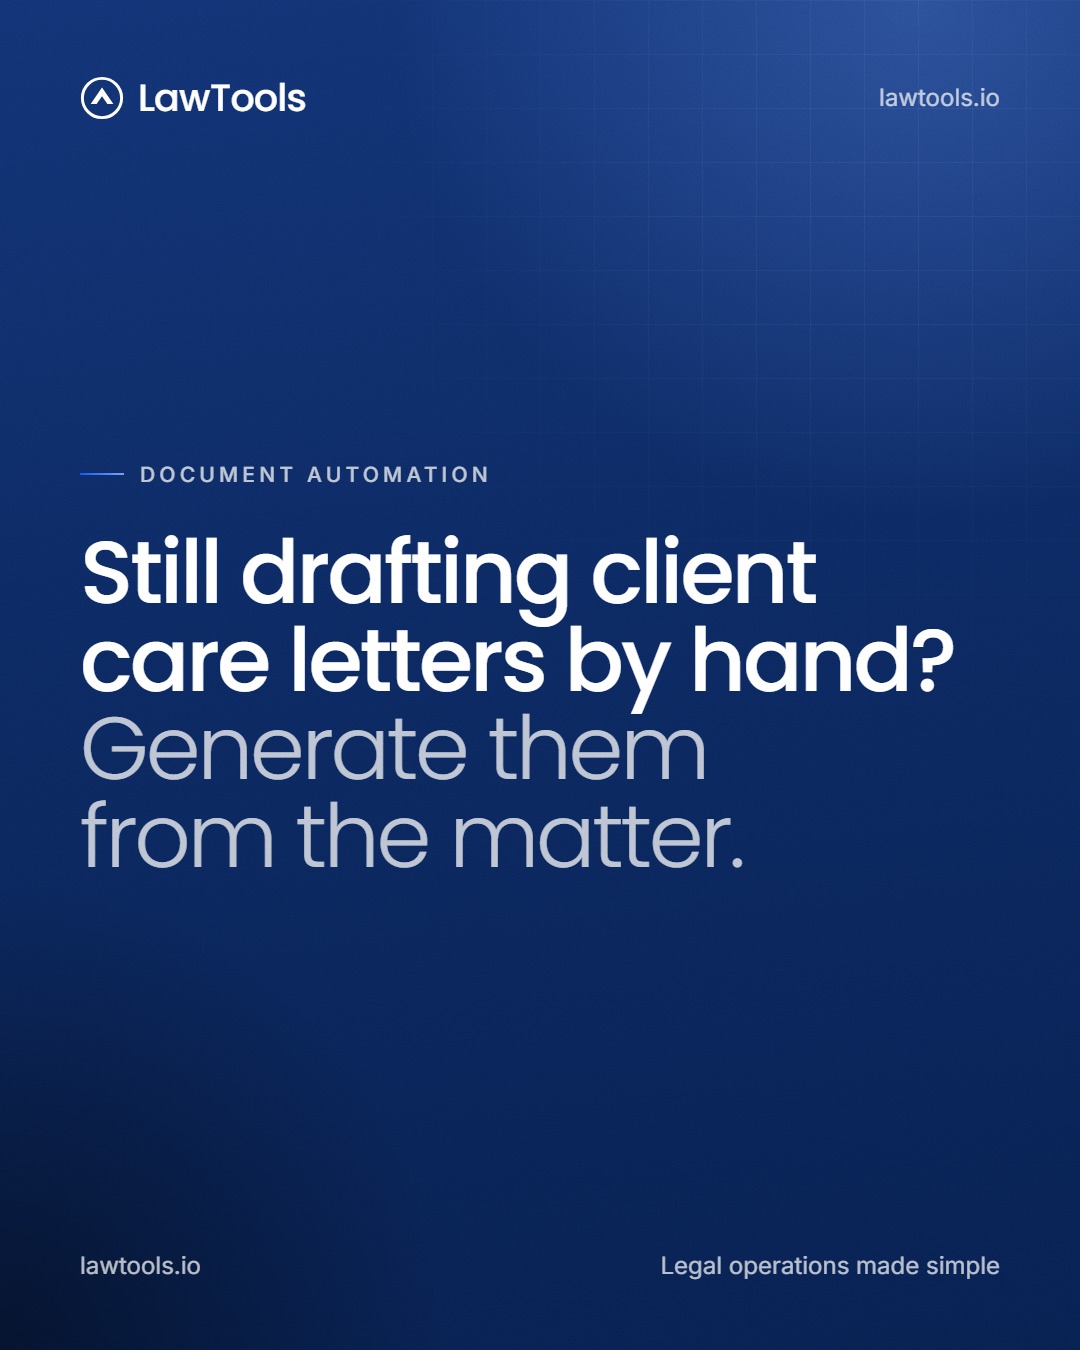 LawTools
lawtools.io
DOCUMENT AUTOMATION
Still drafting client
care letters by hand?
Generate them
from the matter.
lawtools.io
Legal operations made simple